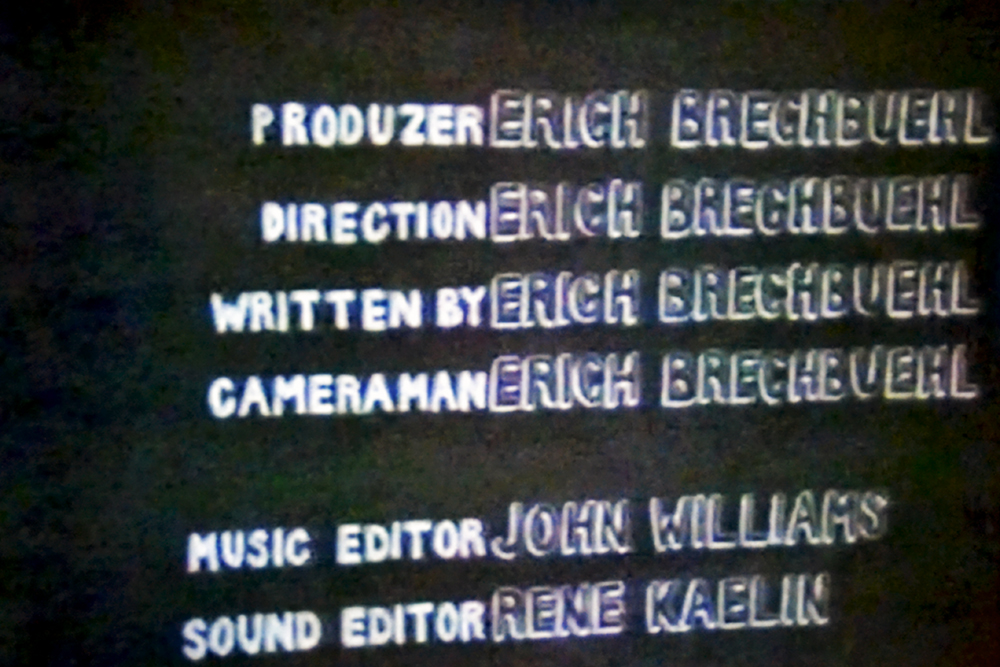 PRODUZER ERICH BRECHBUEHL
DIRECTION ERICH BRECHBUEHL
WRITTEN BY ERICH BRECHBUEHL
CAMERAMAN ERICH BRECHBUEHL
MUSIC EDITOR JOHN WILLIAMS
SOUND EDITOR RENE KAELIN